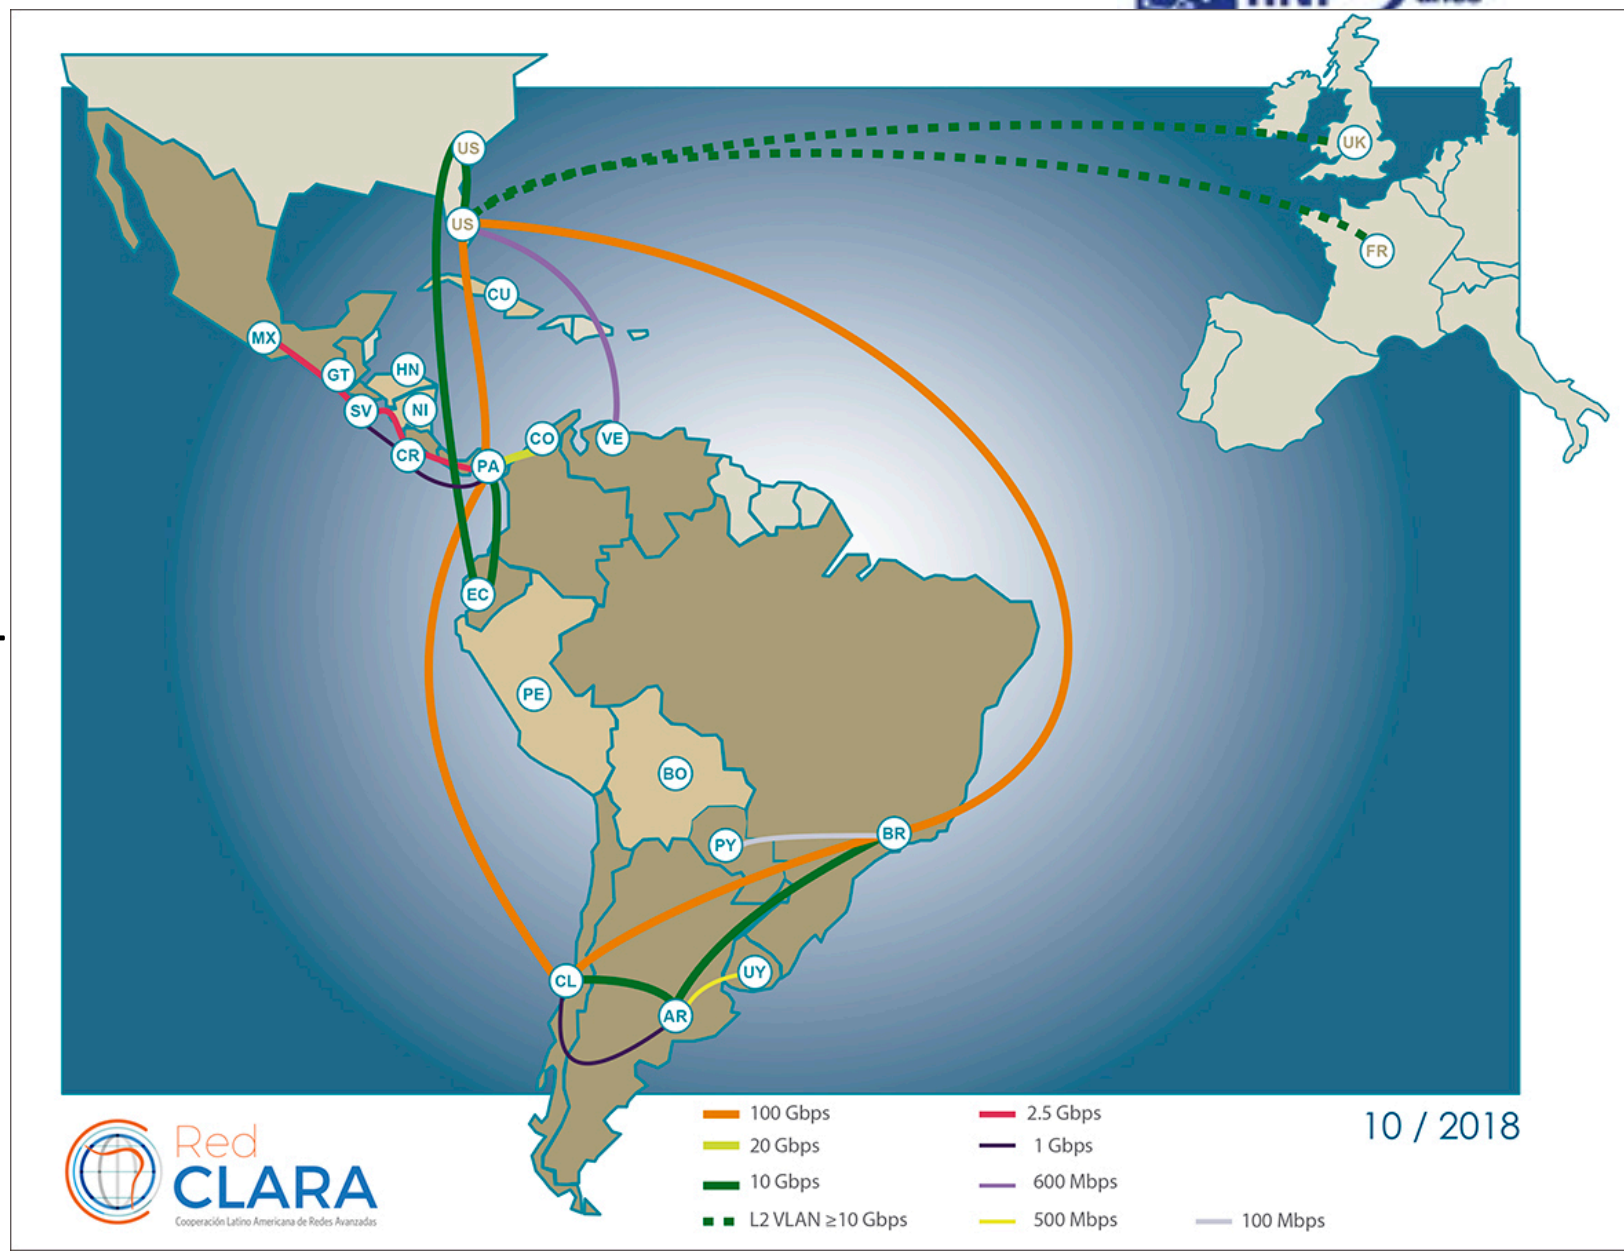 US
UK
US
FR
CU
MX
HN
GT
SV
NI
CO
VE
CR
PA
EC
PE
BO
BR
PY
UY
CL
AR
100 Gbps
2.5 Gbps
10 / 2018
20 Gbps
1 Gbps
10 Gbps
600 Mbps
L2 VLAN ≥10 Gbps
500 Mbps
100 Mbps
Red
CLARA
Cooperación Latino Americana de Redes Avanzadas